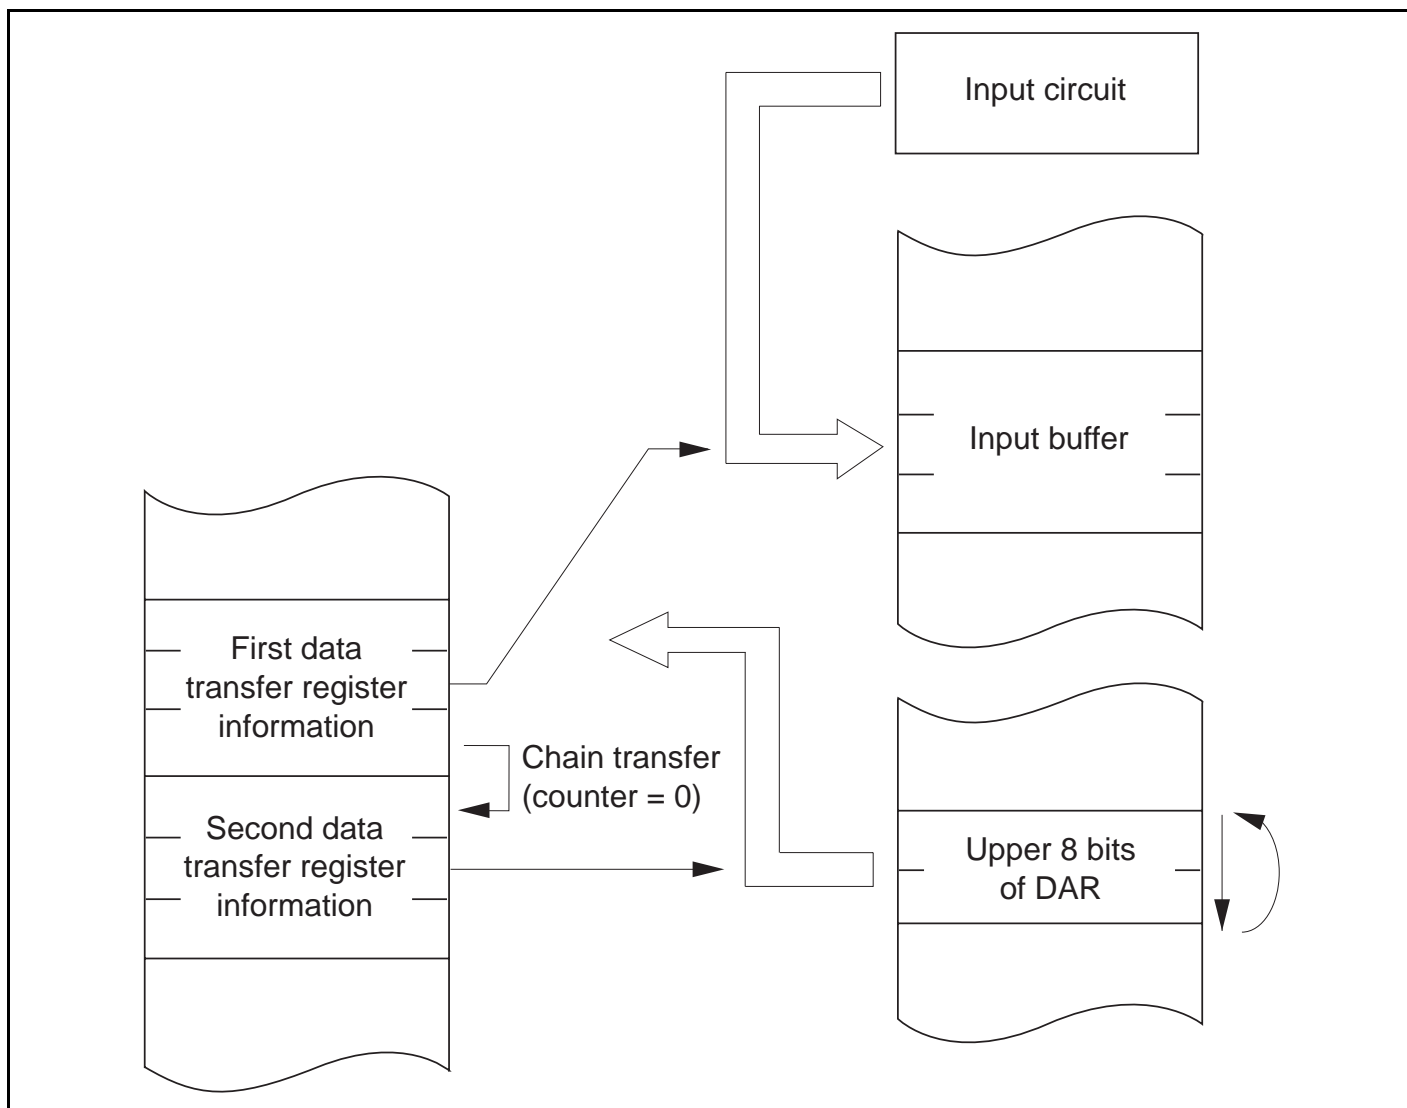 Input circuit
Input buffer
First data
transfer register
information
Chain transfer
(counter = 0)
Second data
transfer register
information
Upper 8 bits
of DAR